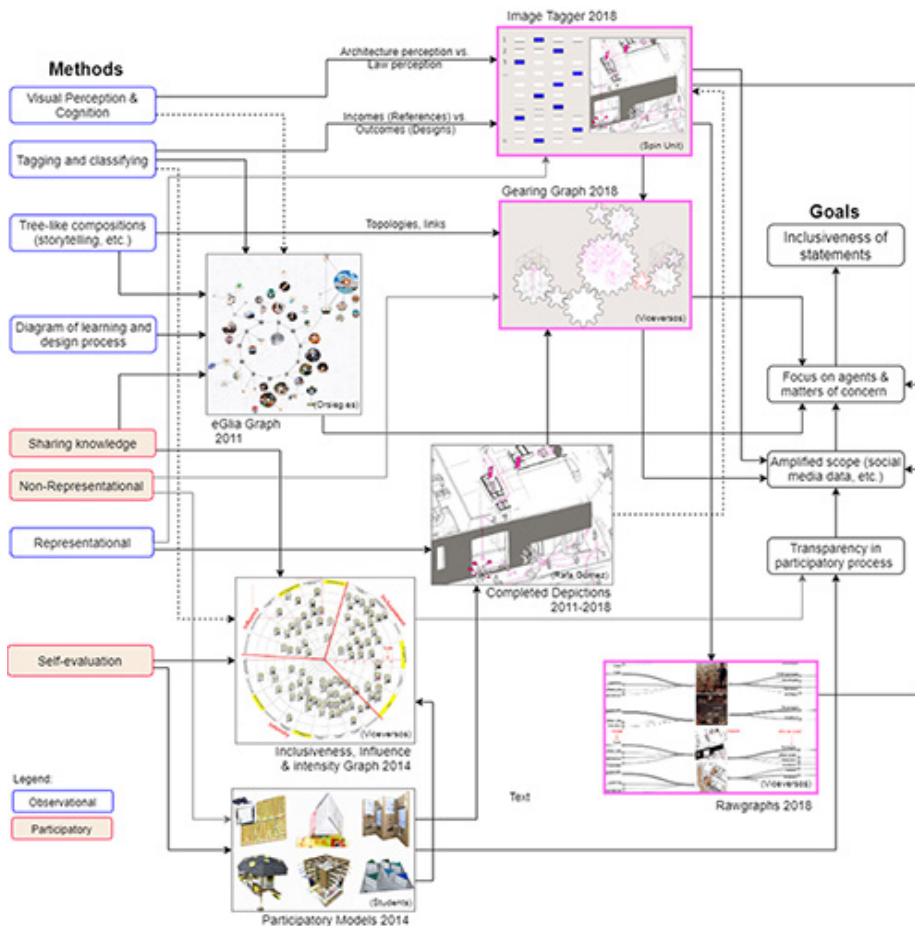 Image Tagger 2018
Methods
Architecture perception vs.
Law perception
Visual Perception &
Cognition
Incomes (References) vs.
Outcomes (Designs)
Tagging and classifying
(Spin Unit)
Gearing Graph 2018
Goals
Tree-like compositions
(storytelling, etc.)
Topologies, links
Inclusiveness of
statements
Diagram of learning and
design process
(Viceversos)
Focus on agents &
matters of concern
eGlia Graph
2011
Sharing knowledge
Non-Representational
Amplified scope (social
media data, etc.)
Representational
Transparency in
participatory process
(Rafa Gómez)
Completed Depictions
2011-2018
Self-evaluation
(Viceversos)
Inclusiveness, Influence
& intensity Graph 2014
(Viceversos)
Rawgraphs 2018
Text
Legend:
Observational
Participatory
(Students)
Participatory Models 2014